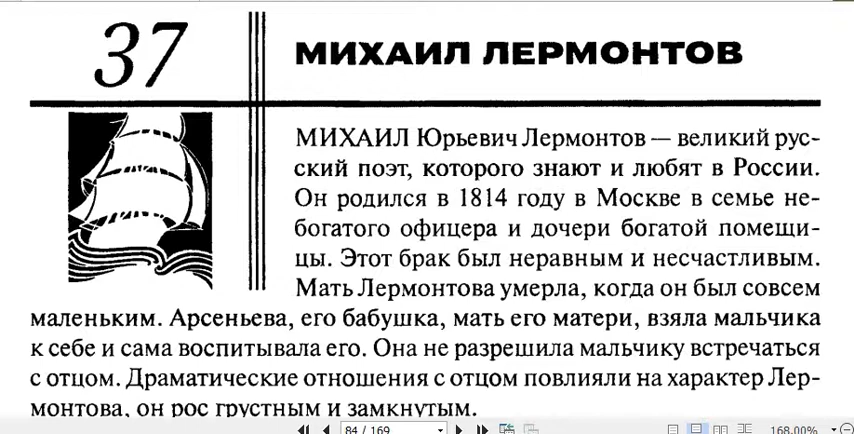 37
МИХАИЛ ЛЕРМОНТОВ
МИХАИЛ Юрьевич Лермонтов — великий рус-
ский поэт, которого знают и любят в России.
Он родился в 1814 году в Москве в семье не-
богатого офицера и дочери богатой помещи-
цы. Этот брак был неравным и несчастливым.
Мать Лермонтова умерла, когда он был совсем
маленьким. Арсеньева, его бабушка, мать его матери, взяла мальчика
к себе и сама воспитывала его. Она не разрешила мальчику встречаться
с отцом. Драматические отношения с отцом повлияли на характер Лер-
монтова, он рос грустным и замкнутым.
84 / 169
168,00%